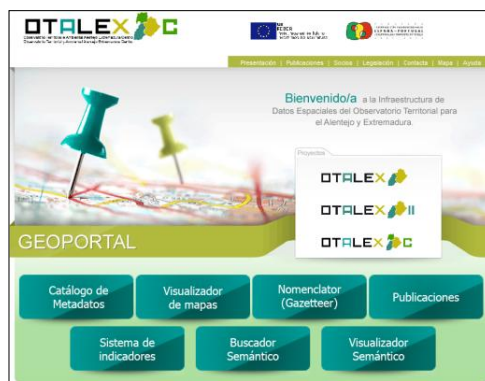 OTALEX C
Presentación | Publicaciones | Socios | Legislación | Contacta | Mapa | Ayuda
Bienvenido/a a la Infraestructura de
Datos Espaciales del Observatorio Territorial para
el Alentejo y Extremadura.
Proyectos
OTALEX
OTALEX II
OTALEX C
GEOPORTAL
Catálogo de
Metadatos
Visualizador
de mapas
Nomenclator
(Gazetteer)
Publicaciones
Sistema de
indicadores
Buscador
Semántico
Visualizador
Semántico